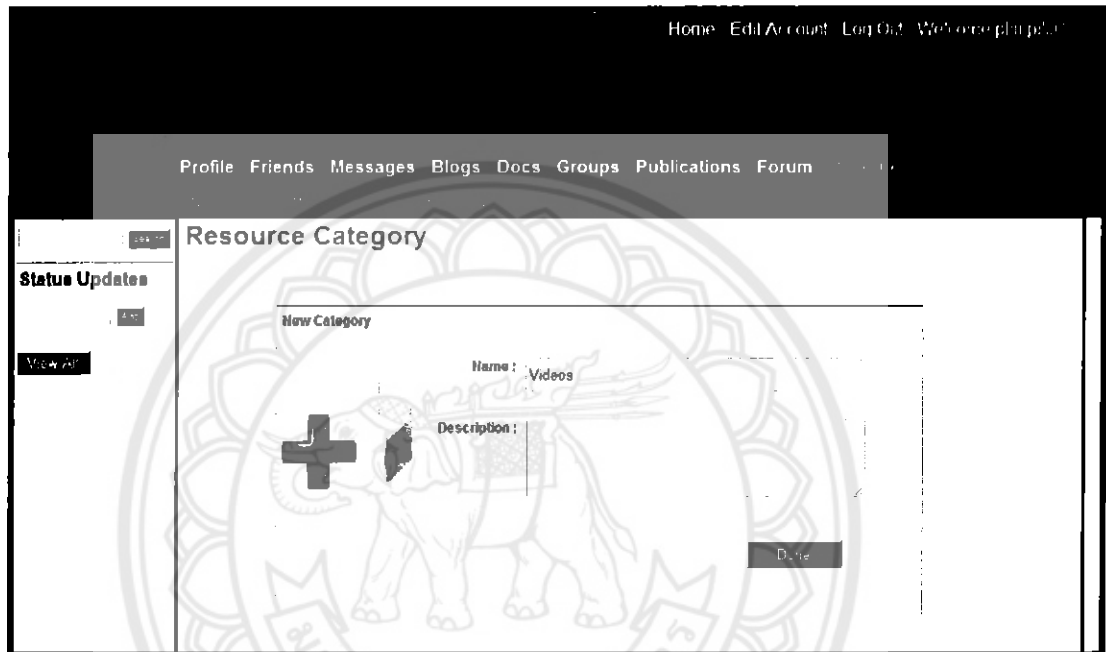 Home Edit Account Log Out Welcome
Profile Friends Messages Blogs Docs Groups Publications Forum
Resource Category
Status Updates
New Category
View All
Name : Videos
Description :
Done